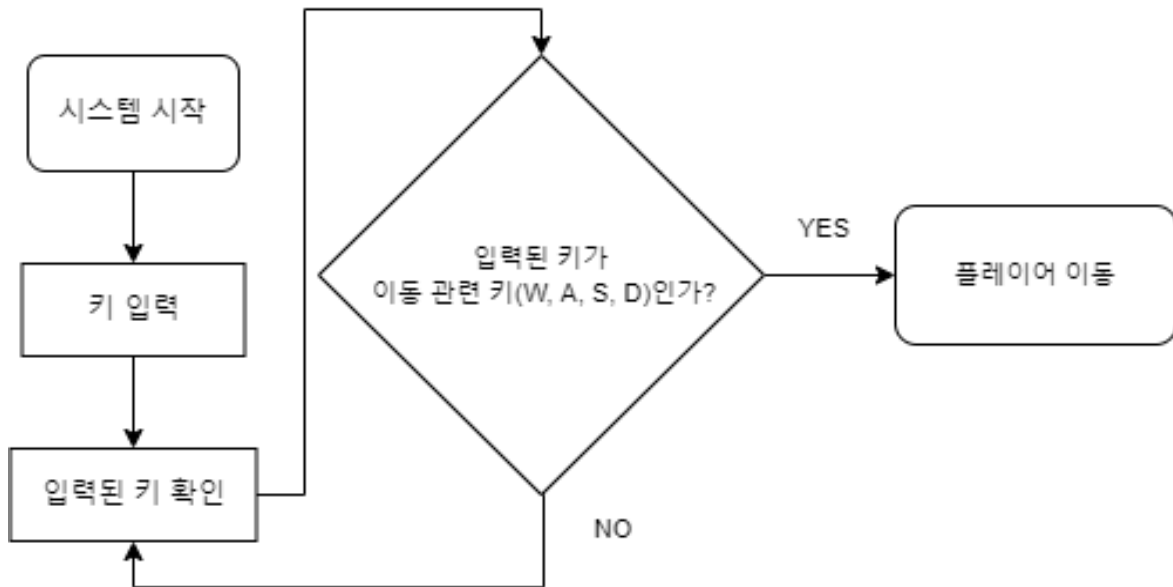 시스템 시작
키 입력
입력된 키 확인
입력된 키가
이동 관련 키(W, A, S, D)인가?
YES
플레이어 이동
NO